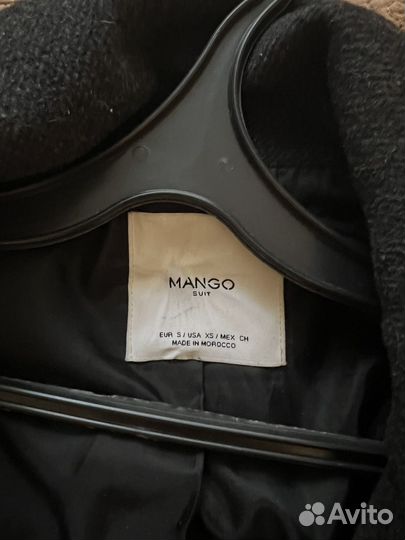 MANGO
SUIT
EUR S / USA XS / MEX CH
MADE IN MOROCCO
Avito